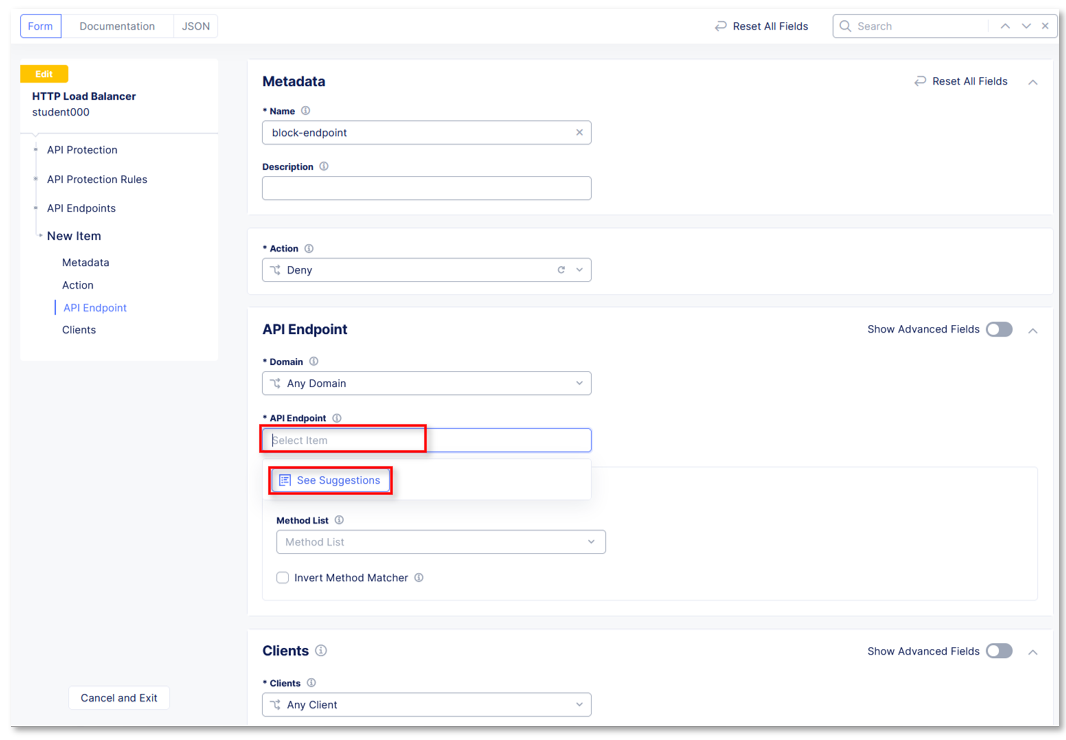 Form Documentation JSON Reset All Fields Search
Edit
HTTP Load Balancer
student000
API Protection
API Protection Rules
API Endpoints
New Item
Metadata
Action
API Endpoint
Clients
Cancel and Exit
Metadata Reset All Fields
* Name
block-endpoint
Description
* Action
Deny
API Endpoint Show Advanced Fields
* Domain
Any Domain
* API Endpoint
Select Item
See Suggestions
Method List
Method List
Invert Method Matcher
Clients Show Advanced Fields
* Clients
Any Client